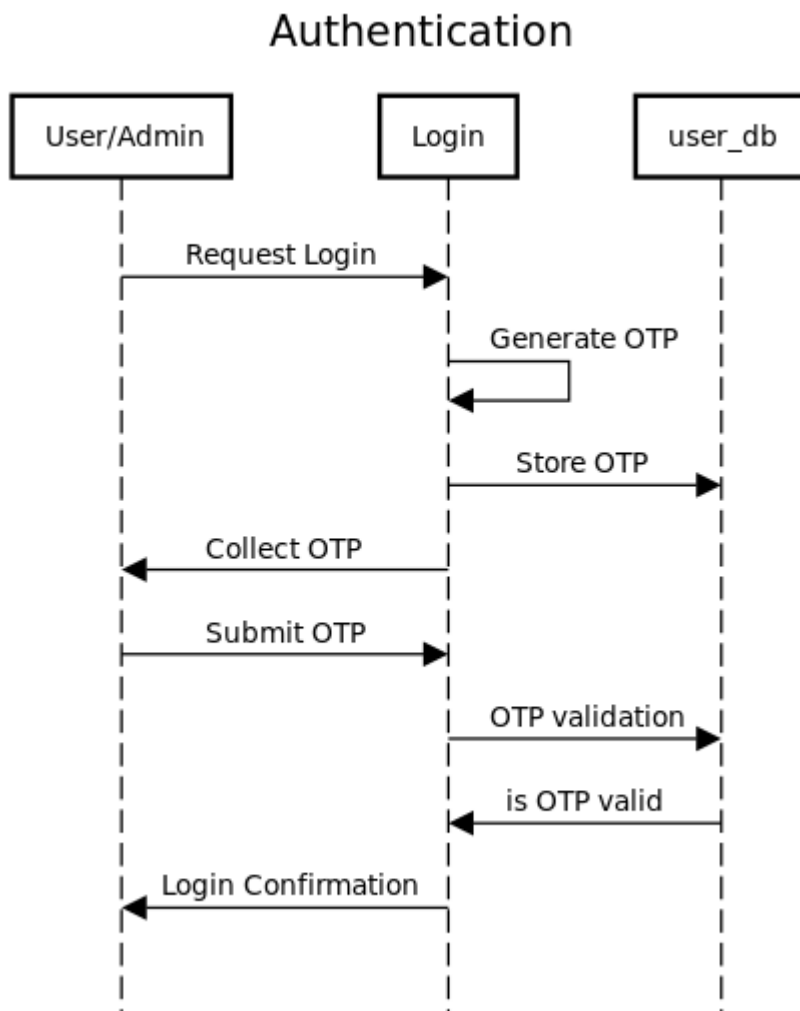 Authentication
User/Admin
Login
user_db
Request Login
Generate OTP
Store OTP
Collect OTP
Submit OTP
OTP validation
is OTP valid
Login Confirmation